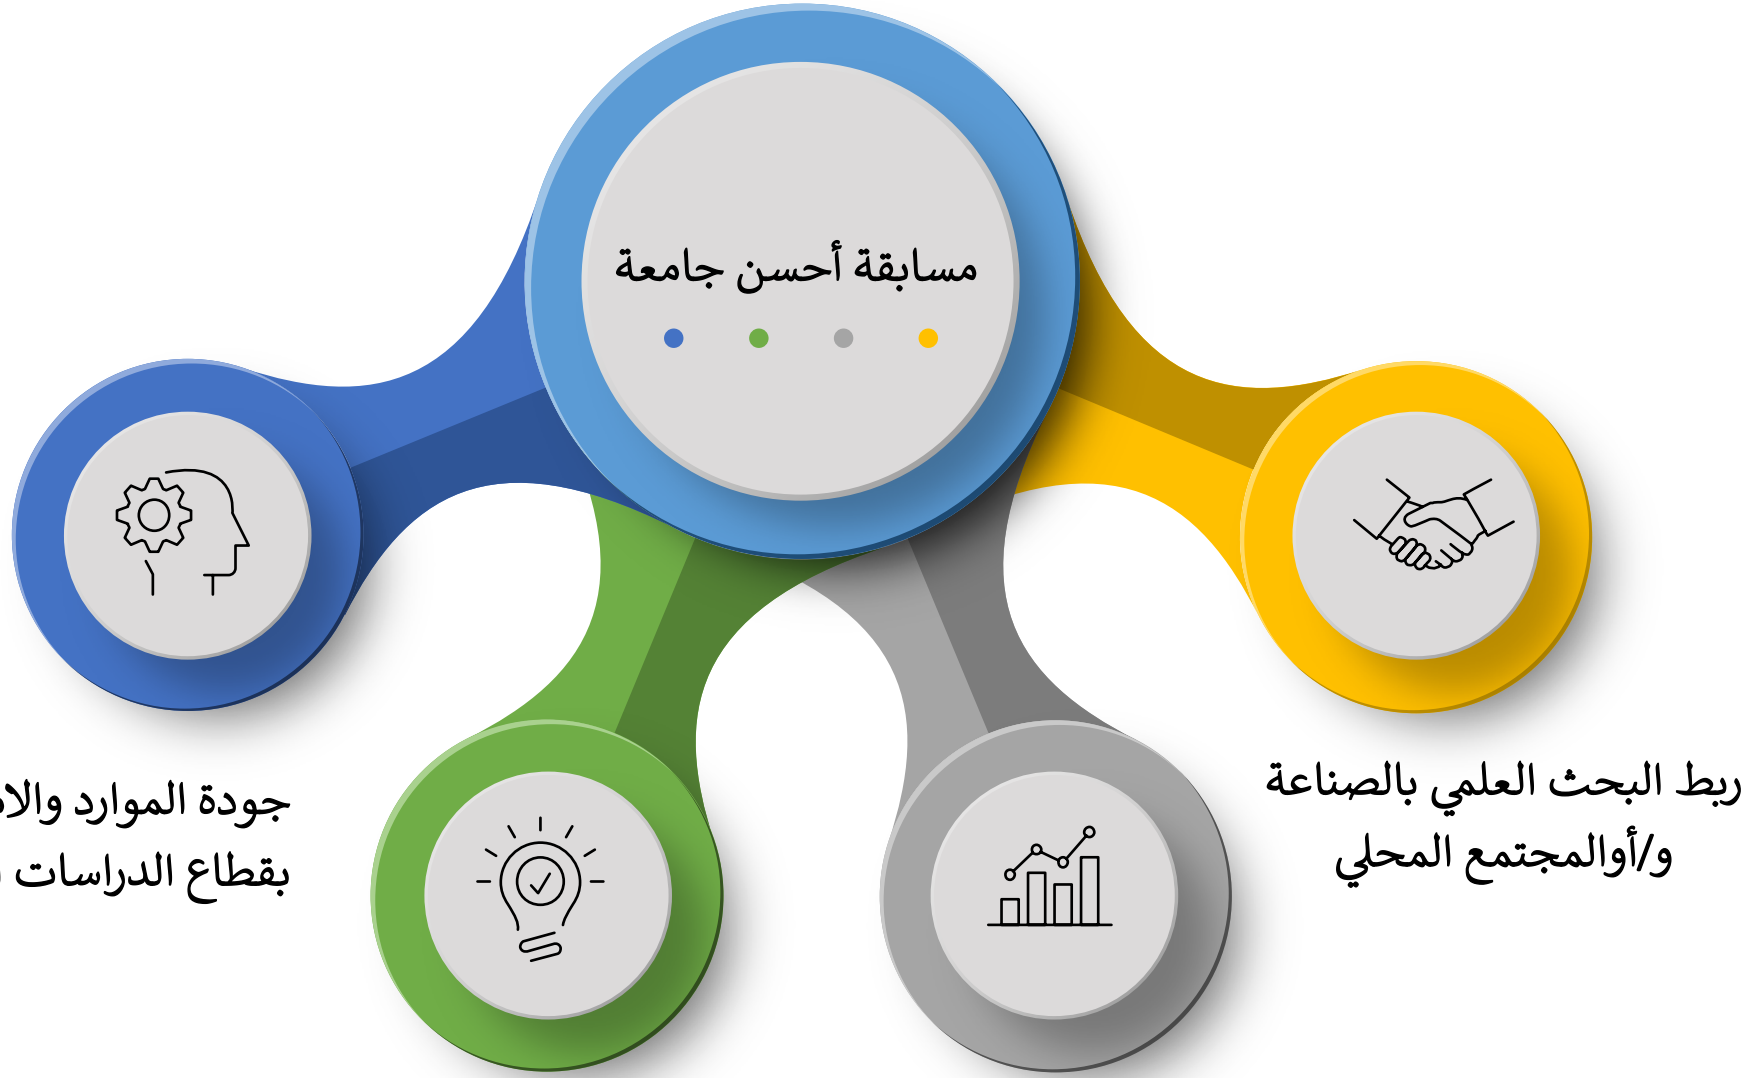 مسابقة أحسن جامعة
ربط البحث العلمي بالصناعة
و/أوالمجتمع المحلي
جودة الموارد
بقطاع الدراسات